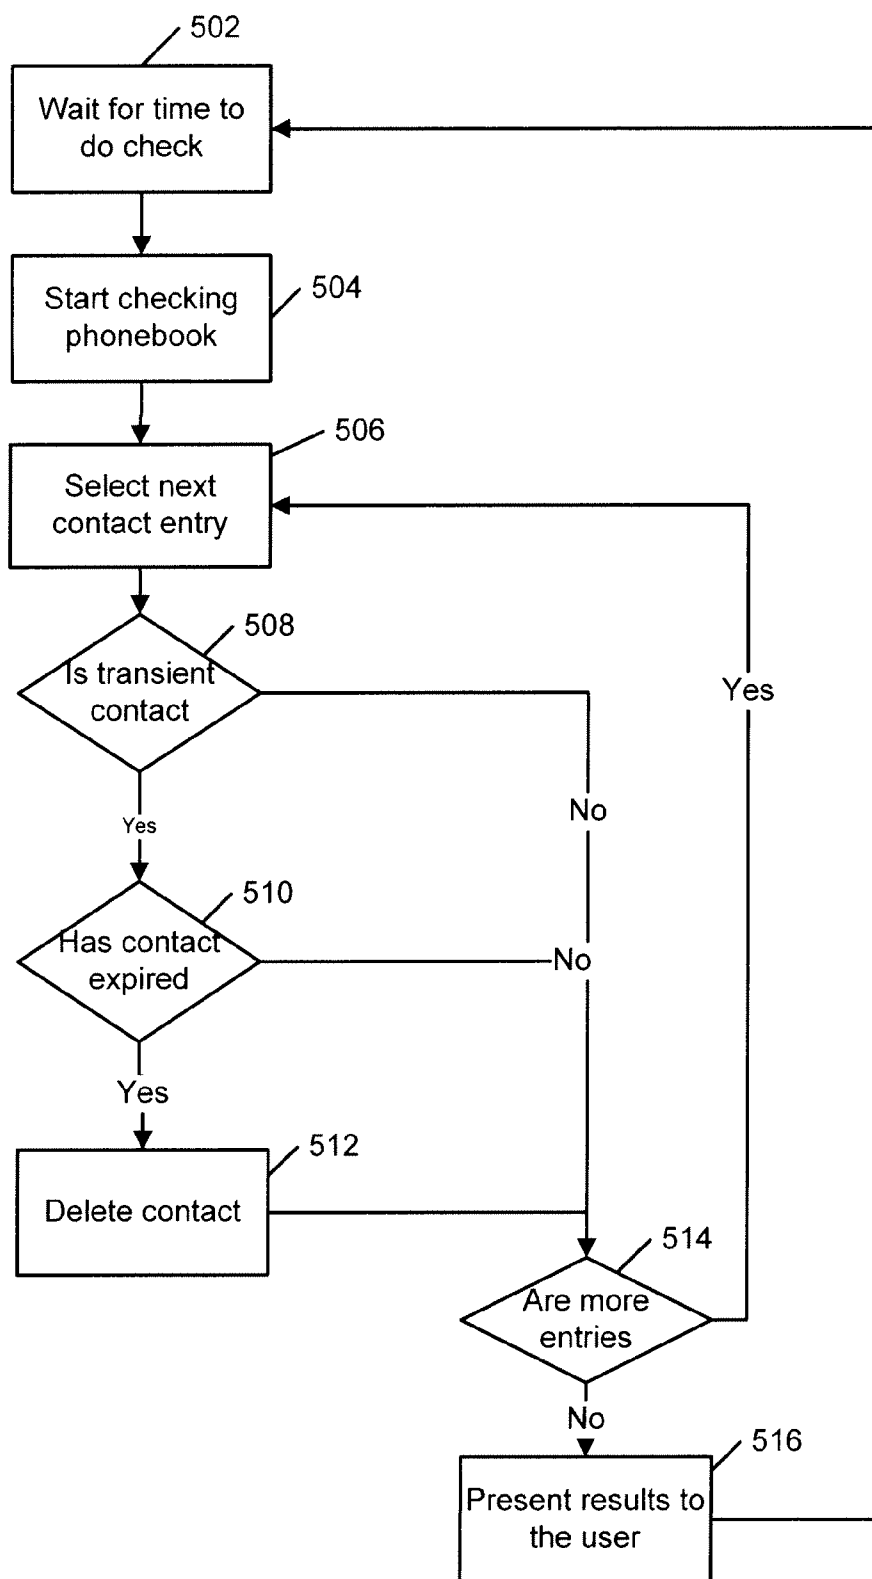 502
Wait for time to
do check
504
Start checking
phonebook
506
Select next
contact entry
508
Is transient
contact
Yes
No
Yes
510
Has contact
expired
No
Yes
512
Delete contact
514
Are more
entries
No
516
Present results to
the user